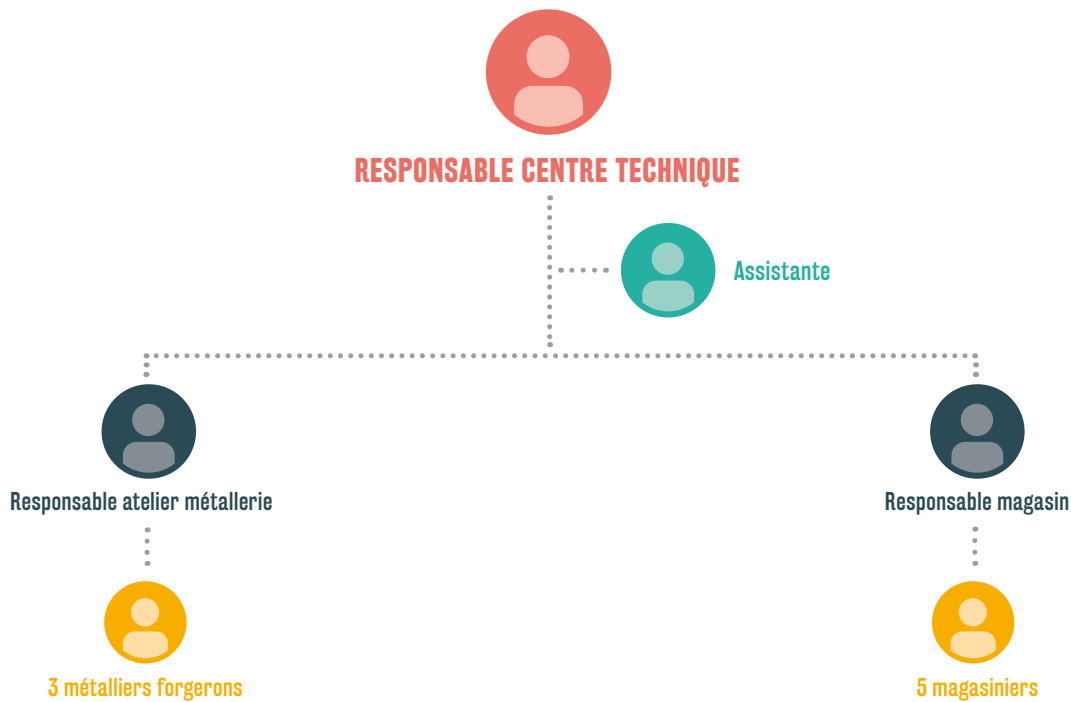 RESPONSABLE CENTRE TECHNIQUE
Assistante
Responsable atelier métallerie
Responsable magasin
3 métalliers forgerons
5 magasiniers